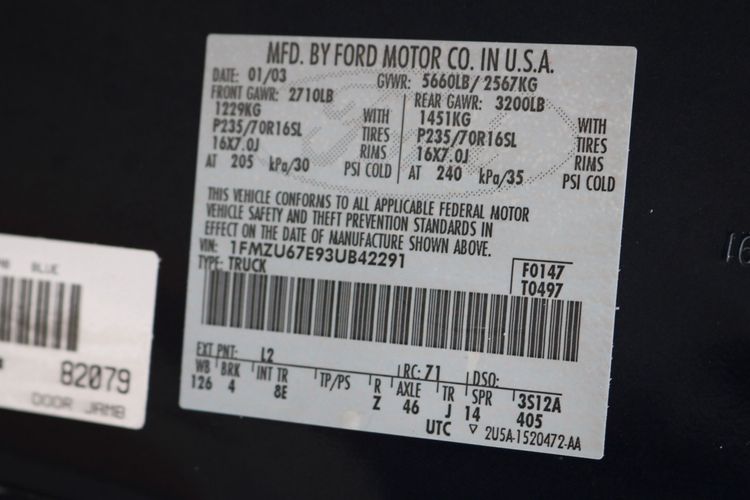 MFD. BY FORD MOTOR CO. IN U.S.A.
DATE: 01/03 GVWR: 5660LB/ 2567KG
FRONT GAWR: 2710LB REAR GAWR: 3200LB
1229KG WITH 1451KG WITH
P235/70R16SL TIRES P235/70R16SL TIRES
16X7.0J RIMS 16X7.0J RIMS
AT 205 kPa/30 PSI COLD AT 240 kPa/35 PSI COLD
THIS VEHICLE CONFORMS TO ALL APPLICABLE FEDERAL MOTOR
VEHICLE SAFETY AND THEFT PREVENTION STANDARDS IN
EFFECT ON THE DATE OF MANUFACTURE SHOWN ABOVE.
VIN: 1FMZU67E93UB42291
TYPE: TRUCK
F0147
T0497
EXT PNT: L2 RC: 71 DSO:
WB BRK INT TR TP/PS R AXLE TR SPR 3S12A
126 4 8E Z 46 J 14 405
UTC ▽ 2U5A-1520472-AA
BLUE
82079
DOOR JAMB